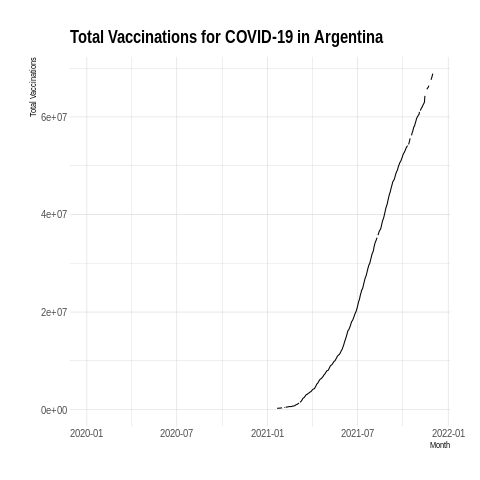 Total Vaccinations for COVID-19 in Argentina
Total Vaccinations
6e+07
4e+07
2e+07
0e+00
2020-01 2020-07 2021-01 2021-07 2022-01
Month